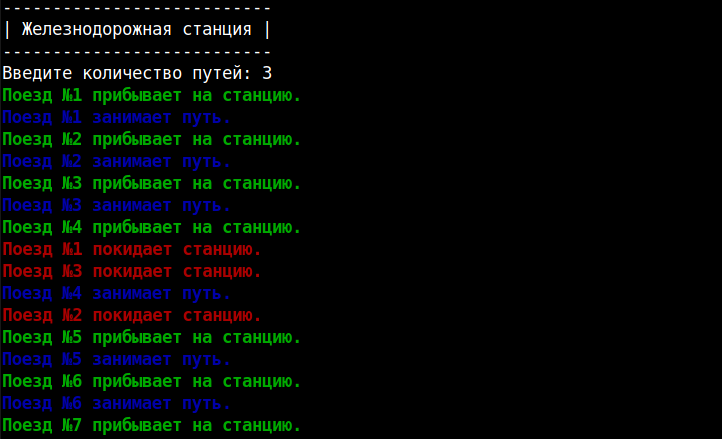 ---------------------------
| Железнодорожная станция |
---------------------------
Введите количество путей: 3
Поезд №1 прибывает на станцию.
Поезд №1 занимает путь.
Поезд №2 прибывает на станцию.
Поезд №2 занимает путь.
Поезд №3 прибывает на станцию.
Поезд №3 занимает путь.
Поезд №4 прибывает на станцию.
Поезд №1 покидает станцию.
Поезд №3 покидает станцию.
Поезд №4 занимает путь.
Поезд №2 покидает станцию.
Поезд №5 прибывает на станцию.
Поезд №5 занимает путь.
Поезд №6 прибывает на станцию.
Поезд №6 занимает путь.
Поезд №7 прибывает на станцию.